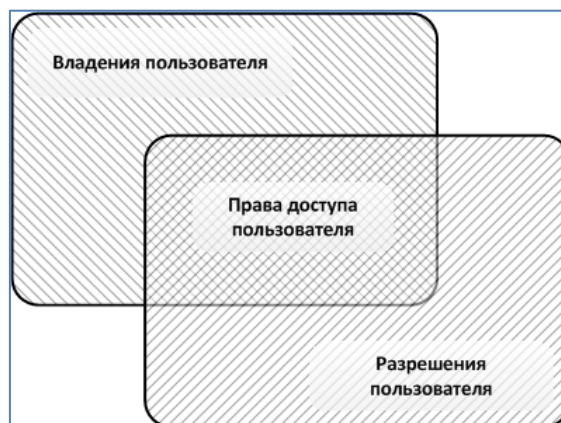 Владения пользователя
Права доступа
пользователя
Разрешения
пользователя